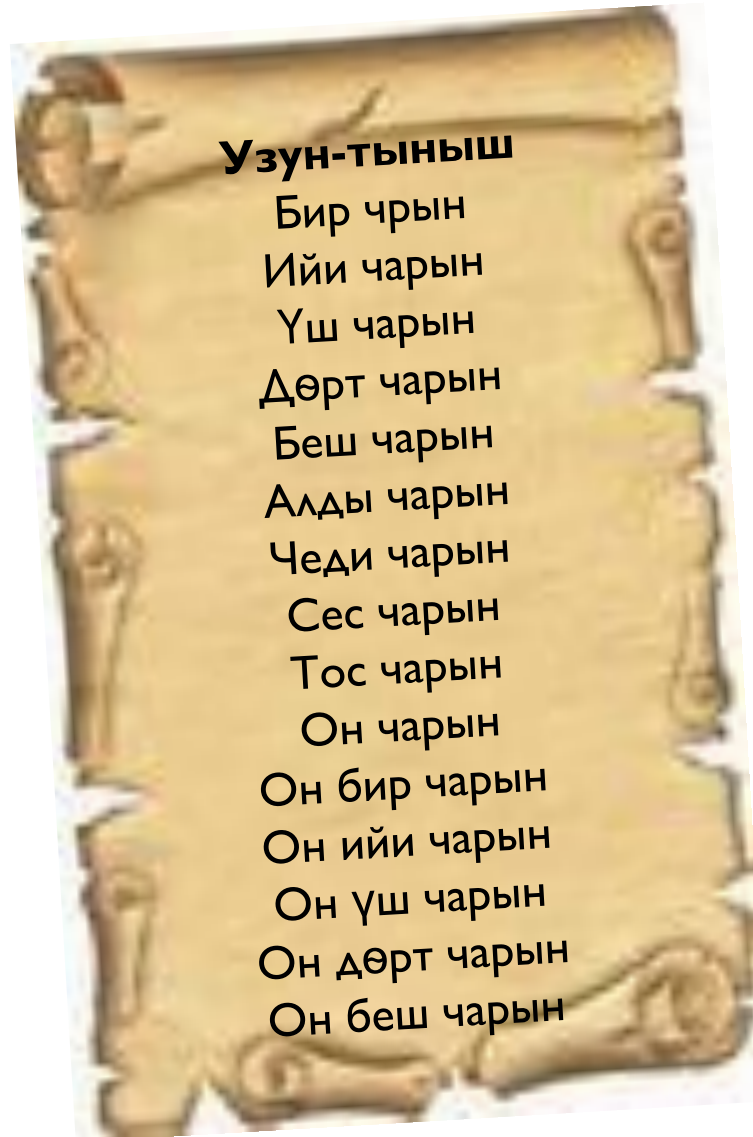 Узун-тыныш
Бир чрын
Ийи чарын
Үш чарын
Дөрт чарын
Беш чарын
Алды чарын
Чеди чарын
Сес чарын
Тос чарын
Он чарын
Он бир чарын
Он ийи чарын
Он үш чарын
Он дөрт чарын
Он беш чарын